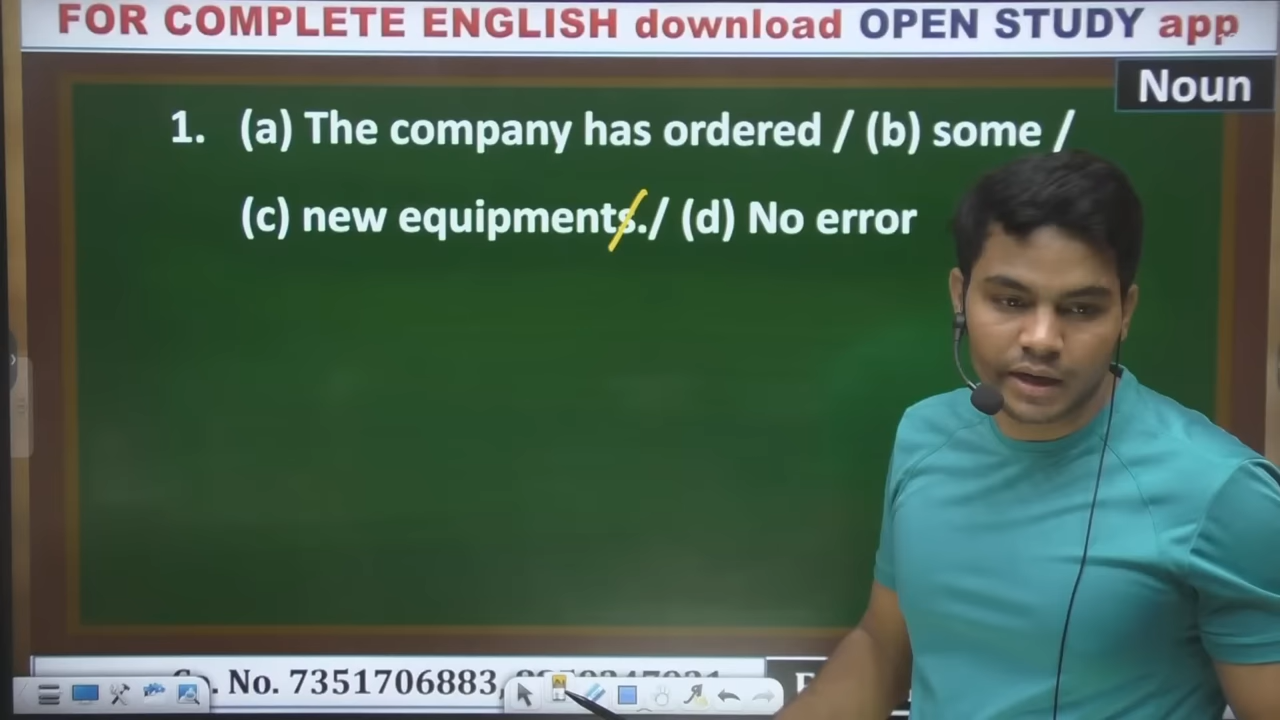 FOR COMPLETE ENGLISH download OPEN STUDY app
Noun
1. (a) The company has ordered / (b) some /
(c) new equipments./ (d) No error
No. 7351706883,